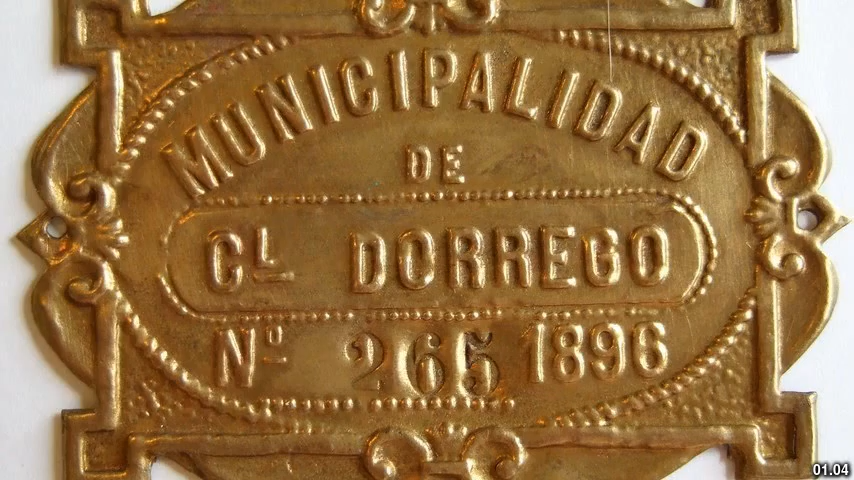 MUNICIPALIDAD
DE
CL DORREGO
Nº 265 1896
01.04